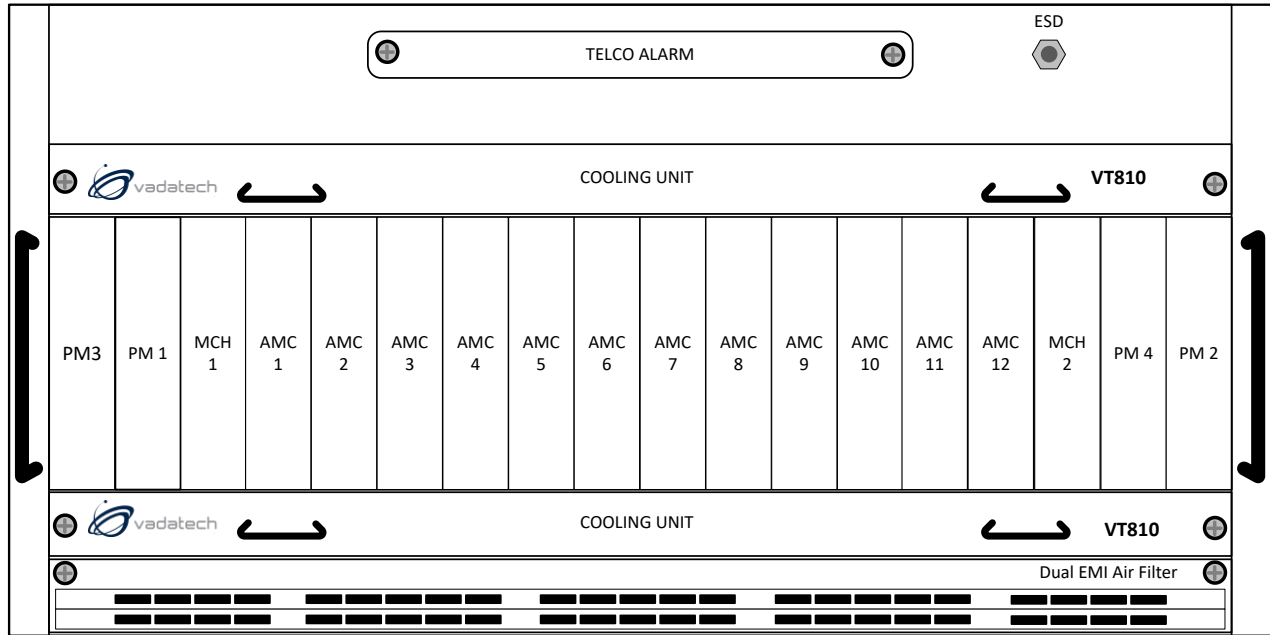 ESD
TELCO ALARM
vadatech
COOLING UNIT
VT810
PM3
PM 1
MCH
1
AMC
1
AMC
2
AMC
3
AMC
4
AMC
5
AMC
6
AMC
7
AMC
8
AMC
9
AMC
10
AMC
11
AMC
12
MCH
2
PM 4
PM 2
vadatech
COOLING UNIT
VT810
Dual EMI Air Filter